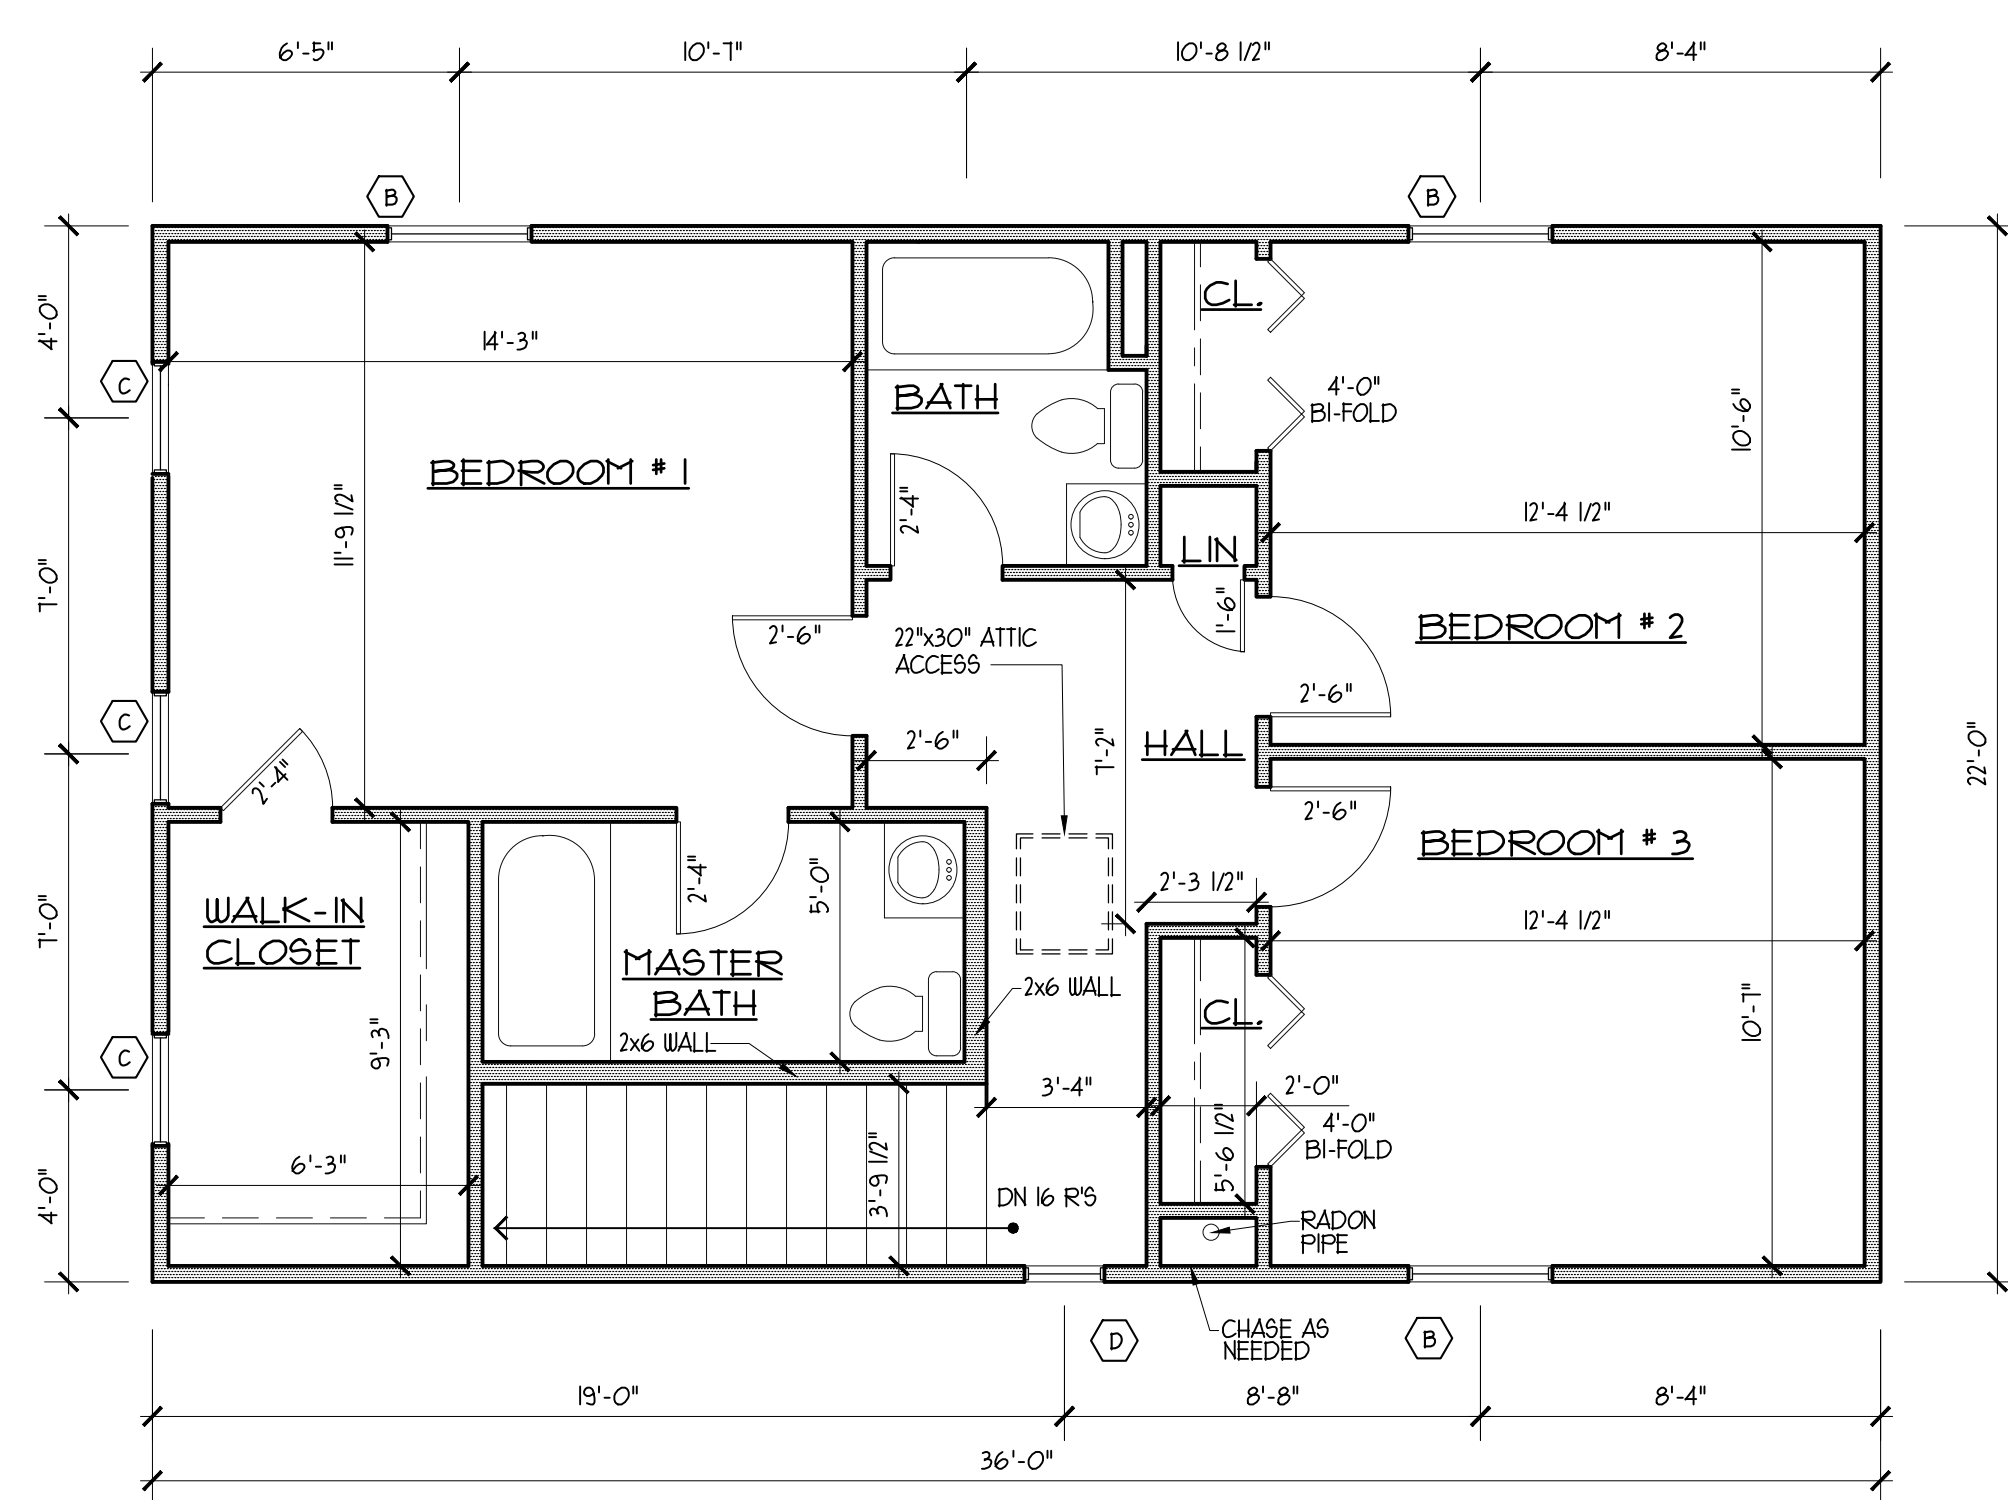 6'-5"
10'-7"
10'-8 1/2"
8'-4"
B
B
4'-0"
C
14'-3"
CL.
BATH
4'-0"
BI-FOLD
10'-6"
BEDROOM # 1
11'-9 1/2"
2'-4"
12'-4 1/2"
LIN
7'-0"
1'-6"
2'-6"
22"x30" ATTIC
ACCESS
BEDROOM # 2
2'-6"
C
2'-6"
7'-2"
HALL
22'-0"
2'-4"
2'-6"
BEDROOM # 3
2'-4"
5'-0"
2'-3 1/2"
WALK-IN
CLOSET
7'-0"
12'-4 1/2"
MASTER
BATH
2x6 WALL
CL.
10'-7"
2x6 WALL
9'-3"
C
3'-4"
2'-0"
4'-0"
BI-FOLD
6'-3"
3'-9 1/2"
5'-6 1/2"
4'-0"
DN 16 R'S
RADON
PIPE
D
CHASE AS
NEEDED
B
19'-0"
8'-8"
8'-4"
36'-0"